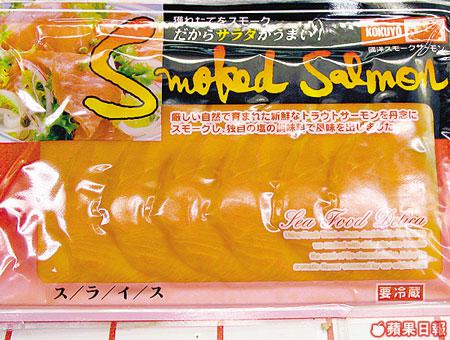 獲れたてをスモーク
だからサラダがうまい!
KOKUYO
國洋スモークサーモン
Smoked Salmon
厳しい自然で育まれた新鮮なトラウトサーモンを丹念に
スモークし、独自の塩の調味料で風味を出しました
Sea Food Delica
ス/ラ/イ/ス
要冷蔵
蘋果日報